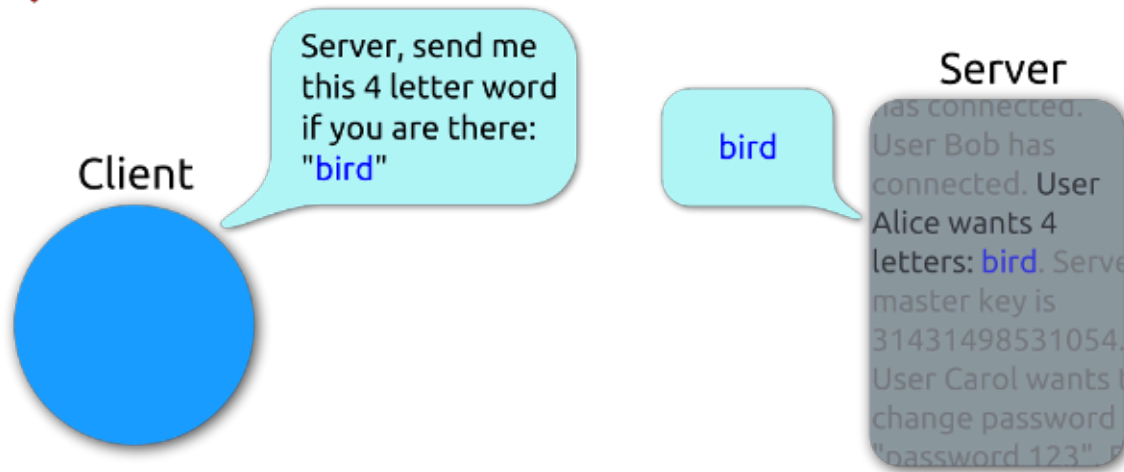 Server, send me
this 4 letter word
if you are there:
"bird"
Client
bird
Server
has connected.
User Bob has
connected. User
Alice wants 4
letters: bird. Serve
master key is
31431498531054.
User Carol wants t
change password
"password 123".